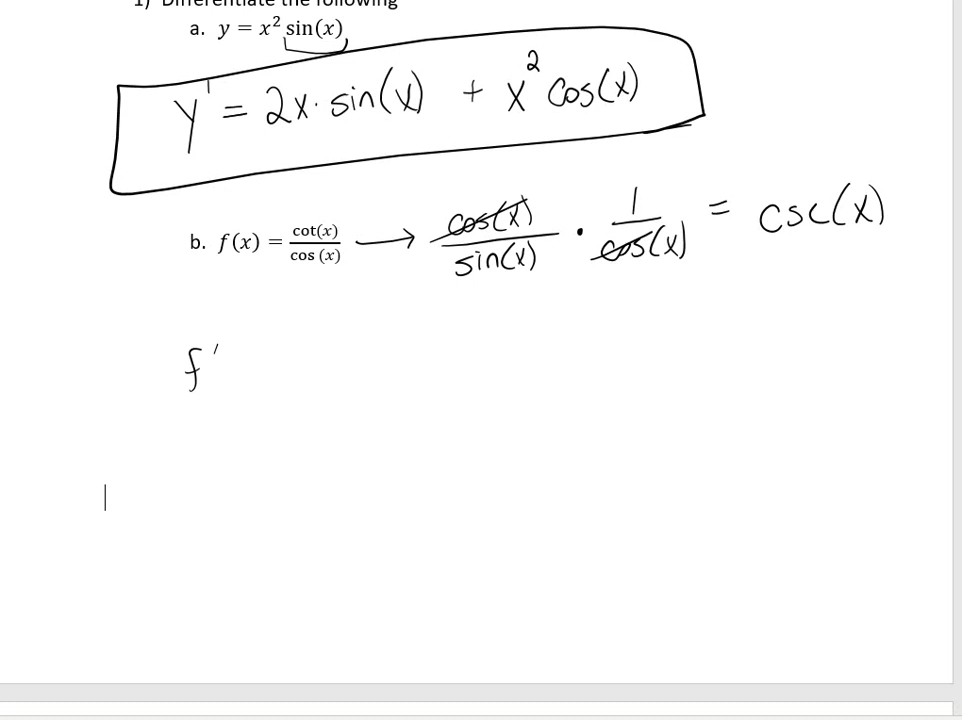 1) Differentiate the following
a. y = x² sin(x)
y' = 2x · sin(x) + x² cos(x)
b. f(x) = cot(x)/cos (x) → cos(x)/sin(x) · 1/cos(x) = csc(x)
f'